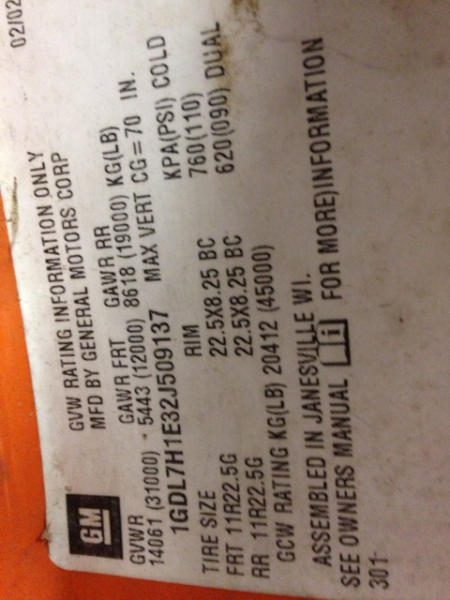 02/02
GVW RATING INFORMATION ONLY
MFD BY GENERAL MOTORS CORP
GM
GVWR GAWR FRT GAWR RR
14061 (31000) 5443 (12000) 8618 (19000) KG(LB)
1GDL7H1E32J509137 MAX VERT CG=70 IN.
TIRE SIZE RIM KPA(PSI) COLD
FRT 11R22.5G 22.5X8.25 BC 760(110)
RR 11R22.5G 22.5X8.25 BC 620(090) DUAL
GCW RATING KG(LB) 20412 (45000)
ASSEMBLED IN JANESVILLE WI.
SEE OWNERS MANUAL i FOR MORE INFORMATION
301